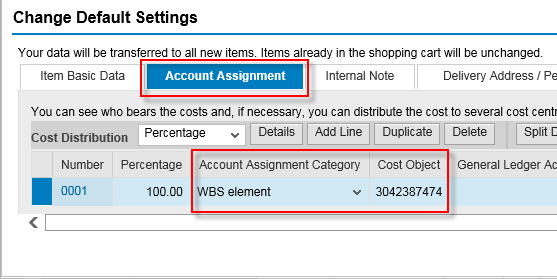 Change Default Settings
Your data will be transferred to all new items. Items already in the shopping cart will be unchanged.
Item Basic Data Account Assignment Internal Note Delivery Address /
You can see who bears the costs and, if necessary, you can distribute the cost to several cost
Cost Distribution Percentage Details Add Line Duplicate Delete Split
Number Percentage Account Assignment Category Cost Object General Ledger
0001 100.00 WBS element 3042387474